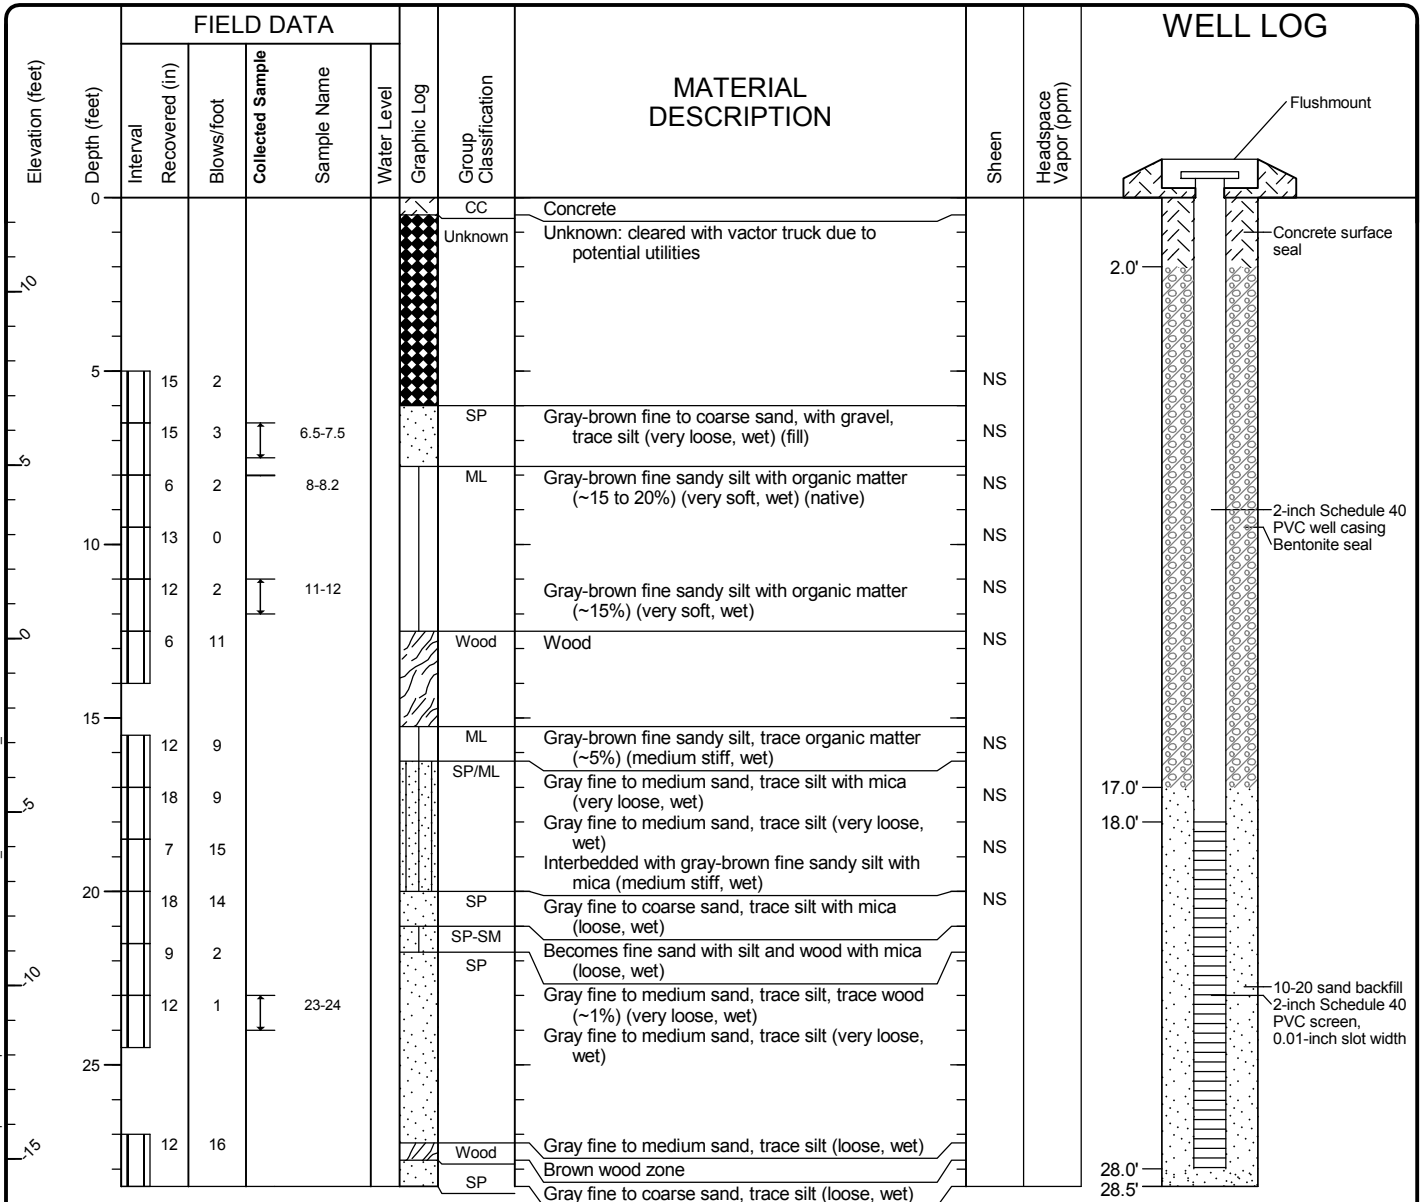 FIELD DATA
WELL LOG
Elevation (feet)
Depth (feet)
Interval
Recovered (in)
Blows/foot
Collected Sample
Sample Name
Water Level
Graphic Log
Group
Classification
MATERIAL
DESCRIPTION
Sheen
Headspace
Vapor (ppm)
Flushmount
0
CC
Concrete
Unknown
Unknown: cleared with vactor truck due to
potential utilities
Concrete surface
seal
2.0'
10
5
15
2
NS
SP
Gray-brown fine to coarse sand, with gravel,
trace silt (very loose, wet) (fill)
15
3
6.5-7.5
NS
5
ML
Gray-brown fine sandy silt with organic matter
(~15 to 20%) (very soft, wet) (native)
6
2
8-8.2
NS
2-inch Schedule 40
PVC well casing
Bentonite seal
13
0
NS
10
12
2
11-12
Gray-brown fine sandy silt with organic matter
(~15%) (very soft, wet)
NS
0
6
11
Wood
Wood
NS
15
12
9
ML
Gray-brown fine sandy silt, trace organic matter
(~5%) (medium stiff, wet)
NS
SP/ML
Gray fine to medium sand, trace silt with mica
(very loose, wet)
17.0'
-5
18
9
NS
18.0'
Gray fine to medium sand, trace silt (very loose,
wet)
7
15
NS
Interbedded with gray-brown fine sandy silt with
mica (medium stiff, wet)
20
18
14
SP
Gray fine to coarse sand, trace silt with mica
(loose, wet)
NS
SP-SM
Becomes fine sand with silt and wood with mica
(loose, wet)
9
2
SP
-10
Gray fine to medium sand, trace silt, trace wood
(~1%) (very loose, wet)
12
1
23-24
10-20 sand backfill
2-inch Schedule 40
PVC screen,
0.01-inch slot width
Gray fine to medium sand, trace silt (very loose,
wet)
25
-15
12
16
Gray fine to medium sand, trace silt (loose, wet)
Wood
Brown wood zone
28.0'
SP
Gray fine to coarse sand, trace silt (loose, wet)
28.5'